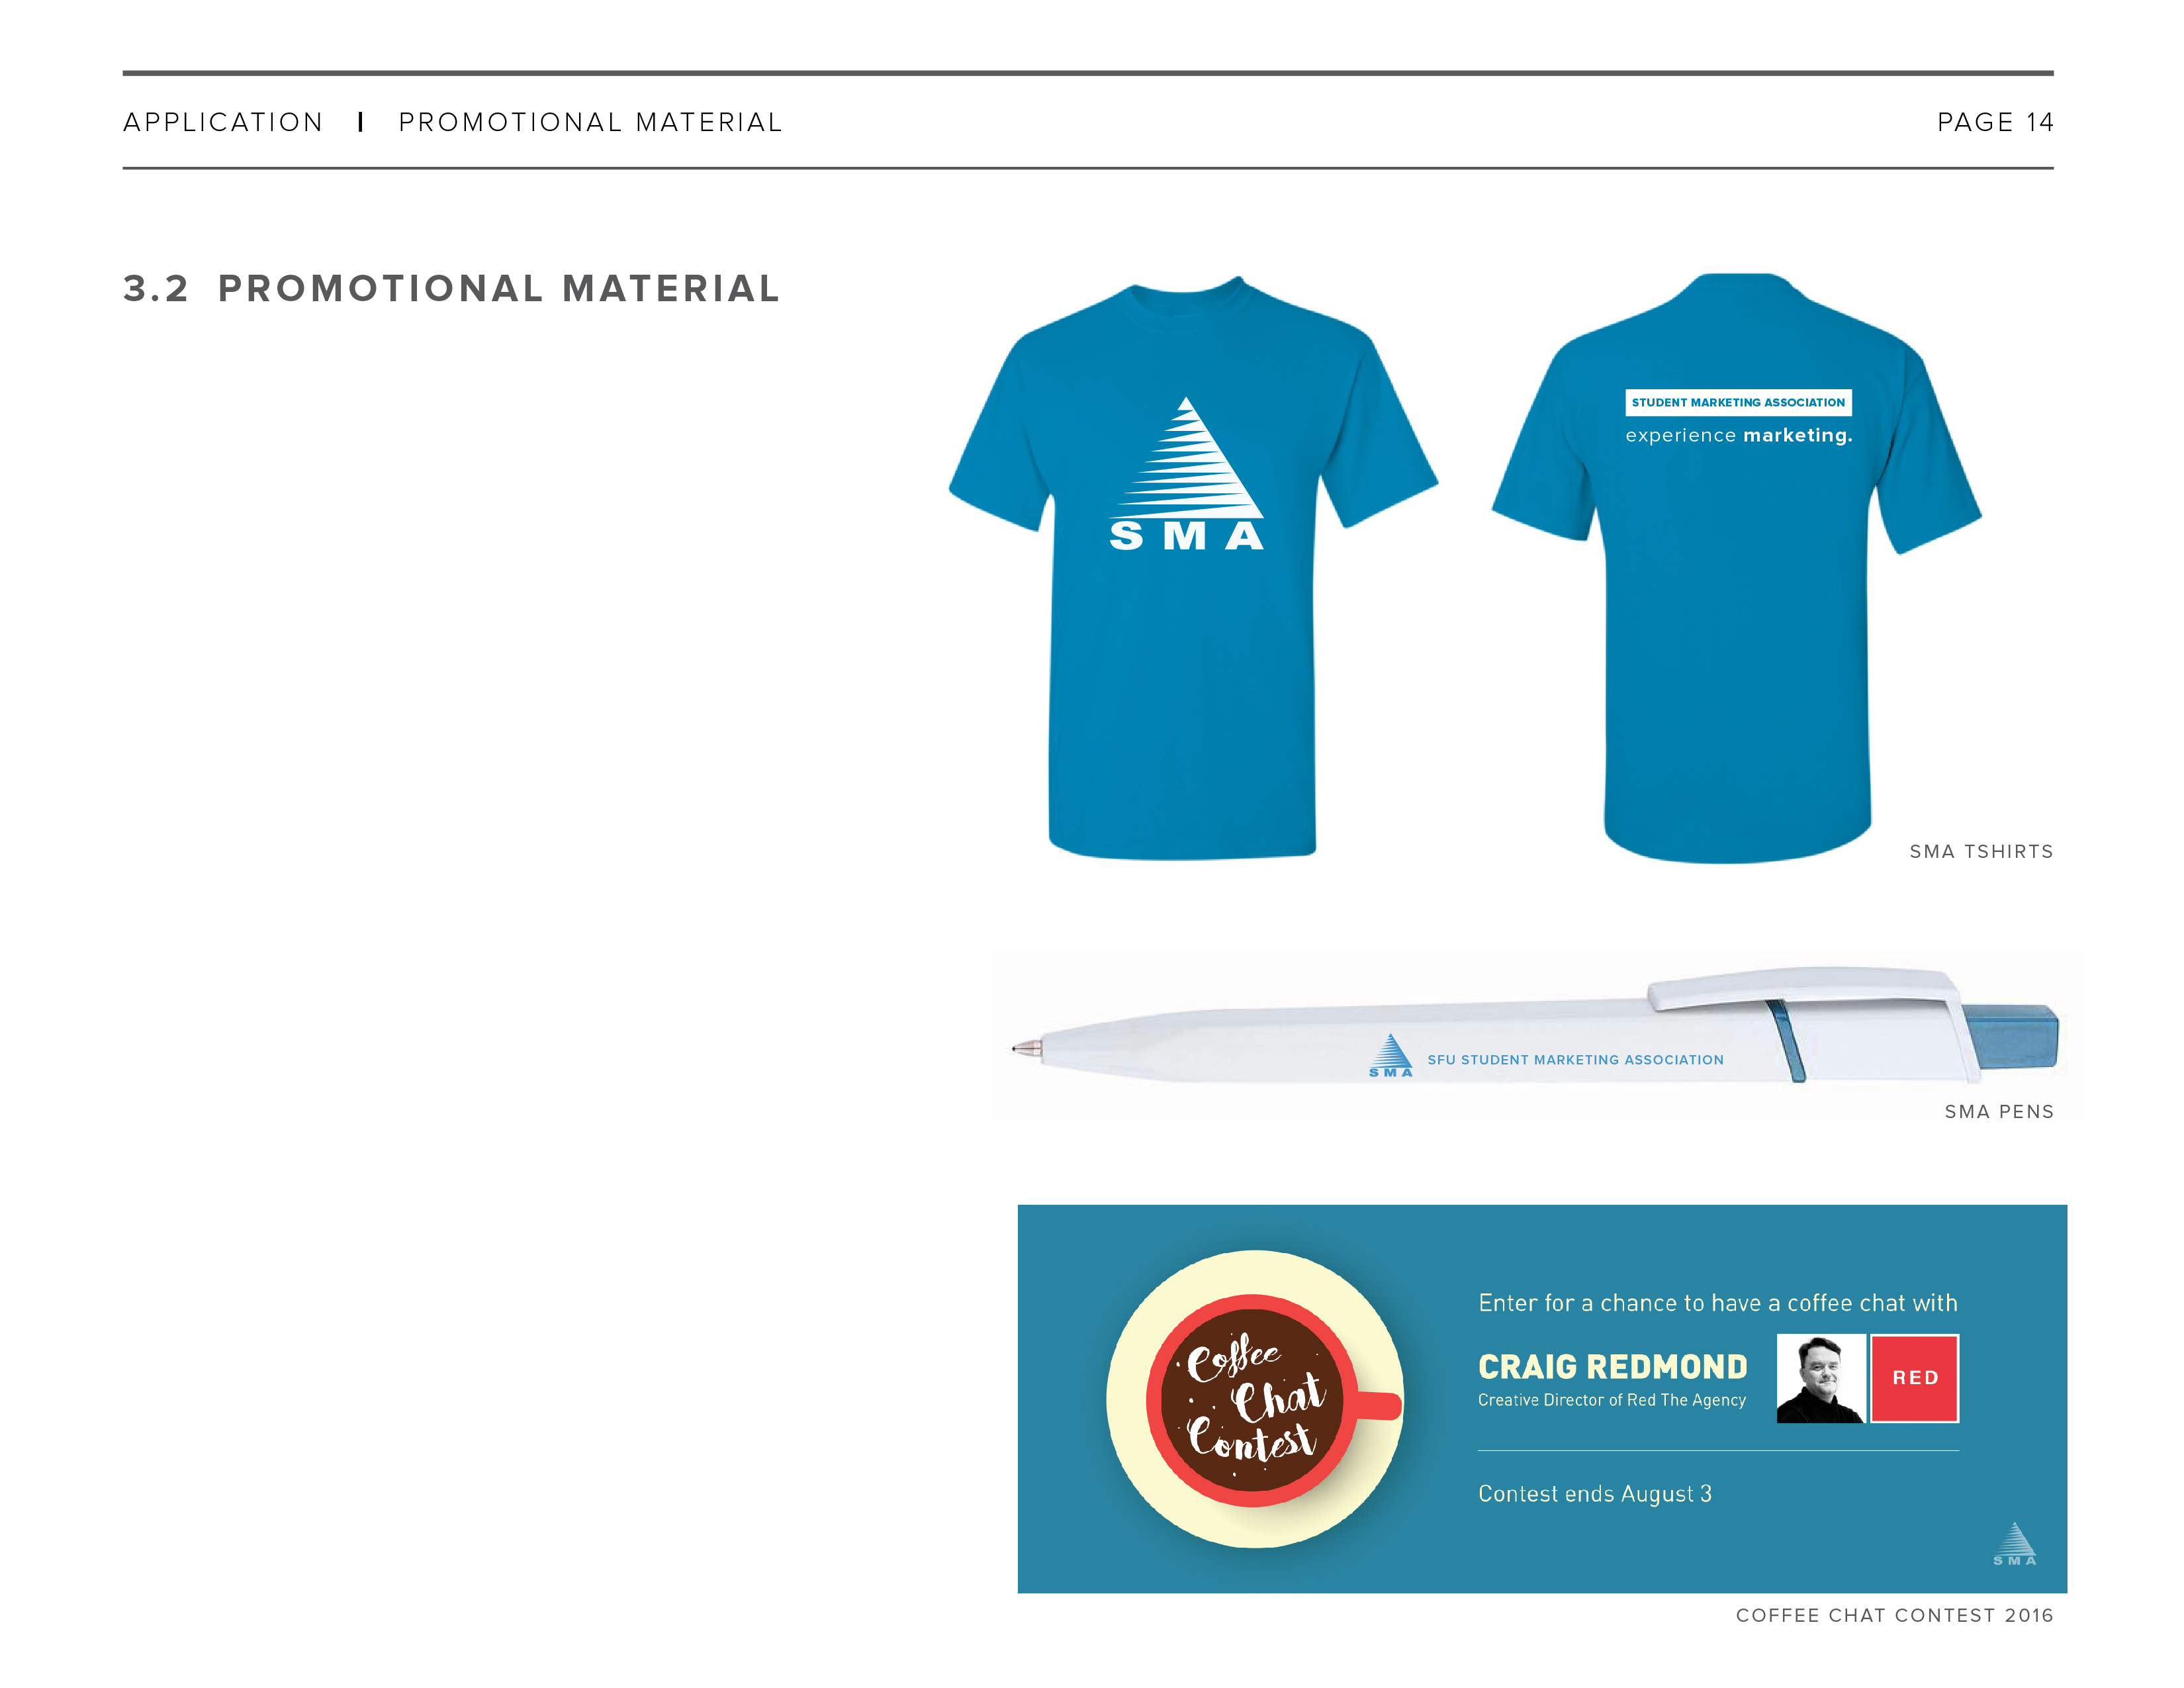 APPLICATION | PROMOTIONAL MATERIAL
PAGE 14
3.2 PROMOTIONAL MATERIAL
SMA
STUDENT MARKETING ASSOCIATION
experience marketing.
SMA TSHIRTS
SMA
SFU STUDENT MARKETING ASSOCIATION
SMA PENS
Coffee
Chat
Contest
Enter for a chance to have a coffee chat with
CRAIG REDMOND
Creative Director of Red The Agency
RED
Contest ends August 3
SMA
COFFEE CHAT CONTEST 2016